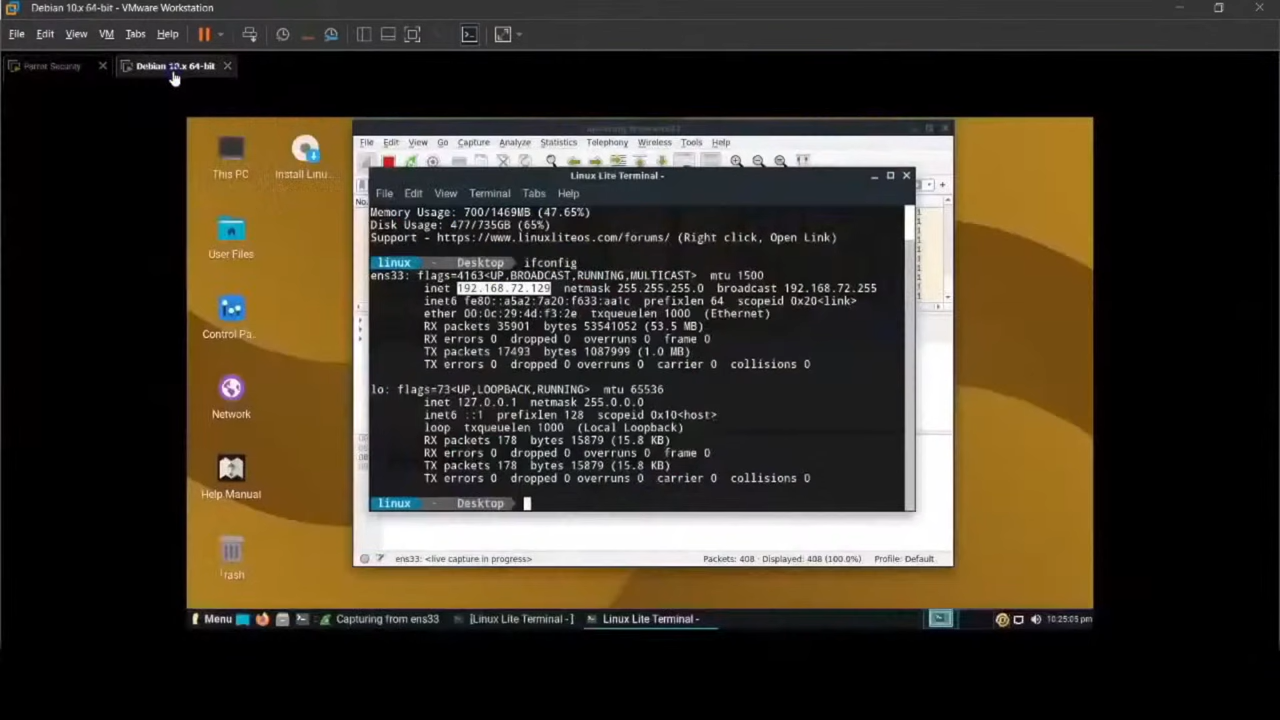 Debian 10.x 64-bit - VMware Workstation
File Edit View VM Tabs Help
Parrot Security
Debian 10.x 64-bit
This PC
Install Linu...
User Files
Control Pa...
Network
Help Manual
Trash
File Edit View Go Capture Analyze Statistics Telephony Wireless Tools Help
No.
Linux Lite Terminal -
File Edit View Terminal Tabs Help
Memory Usage: 700/1469MB (47.65%)
Disk Usage: 477/735GB (65%)
Support - https://www.linuxliteos.com/forums/ (Right click, Open Link)
linux - Desktop ifconfig
ens33: flags=4163<UP,BROADCAST,RUNNING,MULTICAST> mtu 1500
inet 192.168.72.129 netmask 255.255.255.0 broadcast 192.168.72.255
inet6 fe80::a5a2:7a20:f633:aa1c prefixlen 64 scopeid 0x20<link>
ether 00:0c:29:4d:f3:2e txqueuelen 1000 (Ethernet)
RX packets 35901 bytes 53541052 (53.5 MB)
RX errors 0 dropped 0 overruns 0 frame 0
TX packets 17493 bytes 1087999 (1.0 MB)
TX errors 0 dropped 0 overruns 0 carrier 0 collisions 0
lo: flags=73<UP,LOOPBACK,RUNNING> mtu 65536
inet 127.0.0.1 netmask 255.0.0.0
inet6 ::1 prefixlen 128 scopeid 0x10<host>
loop txqueuelen 1000 (Local Loopback)
RX packets 178 bytes 15879 (15.8 KB)
RX errors 0 dropped 0 overruns 0 frame 0
TX packets 178 bytes 15879 (15.8 KB)
TX errors 0 dropped 0 overruns 0 carrier 0 collisions 0
linux - Desktop
ens33: <live capture in progress>
Packets: 408 · Displayed: 408 (100.0%)
Profile: Default
Menu
Capturing from ens33
[Linux Lite Terminal -]
Linux Lite Terminal -
10:25:05 pm